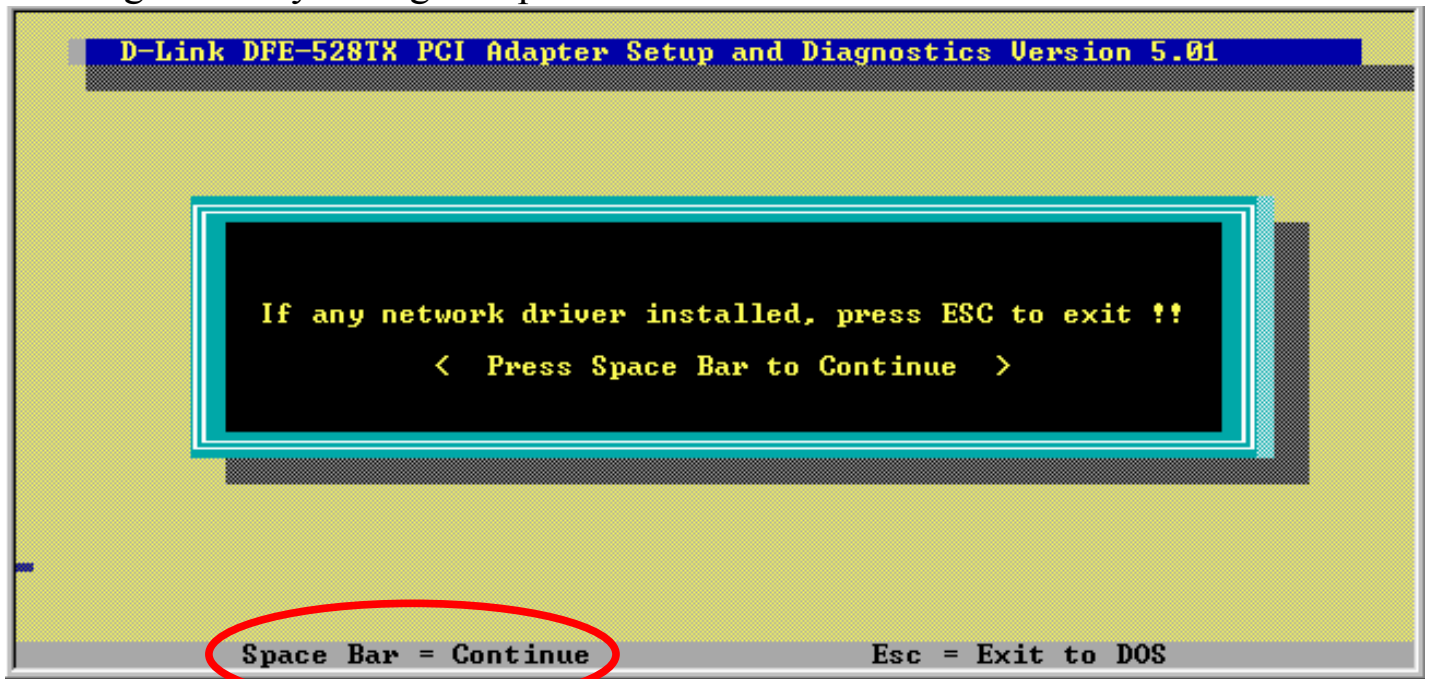 D-Link DFE-528TX PCI Adapter Setup and Diagnostics Version 5.01
If any network driver installed, press ESC to exit !!
< Press Space Bar to Continue >
Space Bar = Continue Esc = Exit to DOS